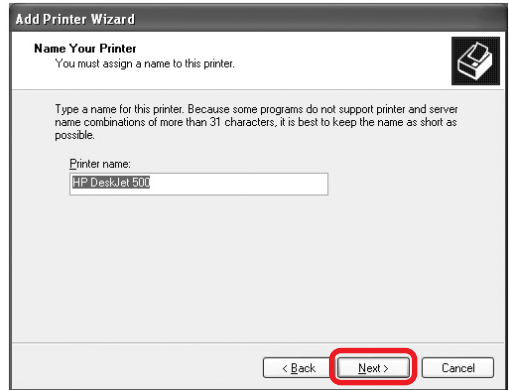 Add Printer Wizard
Name Your Printer
You must assign a name to this printer.
Type a name for this printer. Because some programs do not support printer and server
name combinations of more than 31 characters, it is best to keep the name as short as
possible.
Printer name:
HP DeskJet 500
< Back Next > Cancel